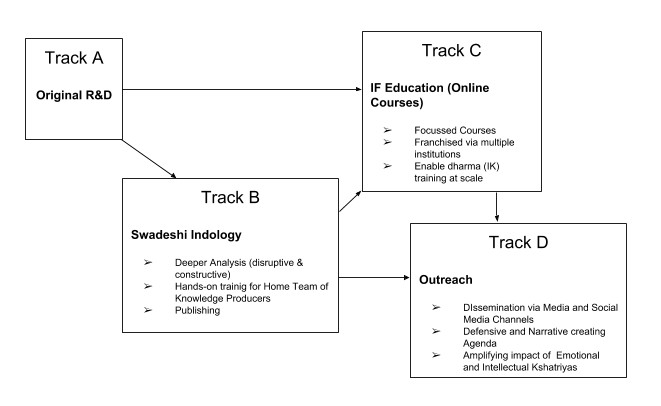 Track A
Original R&D
Track C
IF Education (Online
Courses)
➢ Focussed Courses
➢ Franchised via multiple
institutions
➢ Enable dharma (IK)
training at scale
Track B
Swadeshi Indology
➢ Deeper Analysis (disruptive &
constructive)
➢ Hands-on trainig for Home Team of
Knowledge Producers
➢ Publishing
Track D
Outreach
➢ DIssemination via Media and Social
Media Channels
➢ Defensive and Narrative creating
Agenda
➢ Amplifying impact of Emotional
and Intellectual Kshatriyas